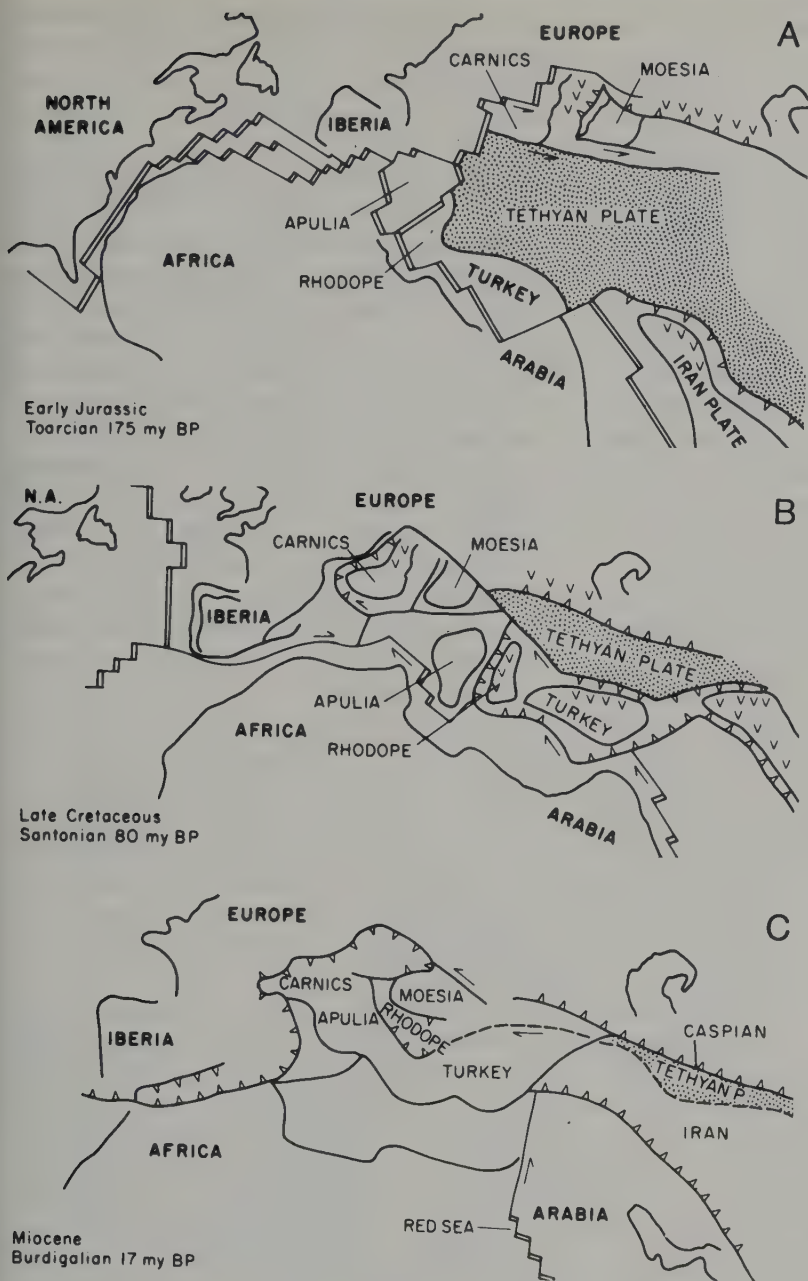 A
EUROPE
CARNICS
MOESIA
NORTH
AMERICA
IBERIA
APULIA
TETHYAN PLATE
AFRICA
RHODOPE
TURKEY
ARABIA
IRAN PLATE
Early Jurassic
Toarcian 175 my BP
B
N.A.
EUROPE
CARNICS
MOESIA
IBERIA
TETHYAN PLATE
APULIA
TURKEY
AFRICA
RHODOPE
ARABIA
Late Cretaceous
Santonian 80 my BP
C
EUROPE
CARNICS
MOESIA
APULIA
RHODOPE
IBERIA
CASPIAN
TURKEY
TETHYAN P.
IRAN
AFRICA
RED SEA
ARABIA
Miocene
Burdigalian 17 my BP